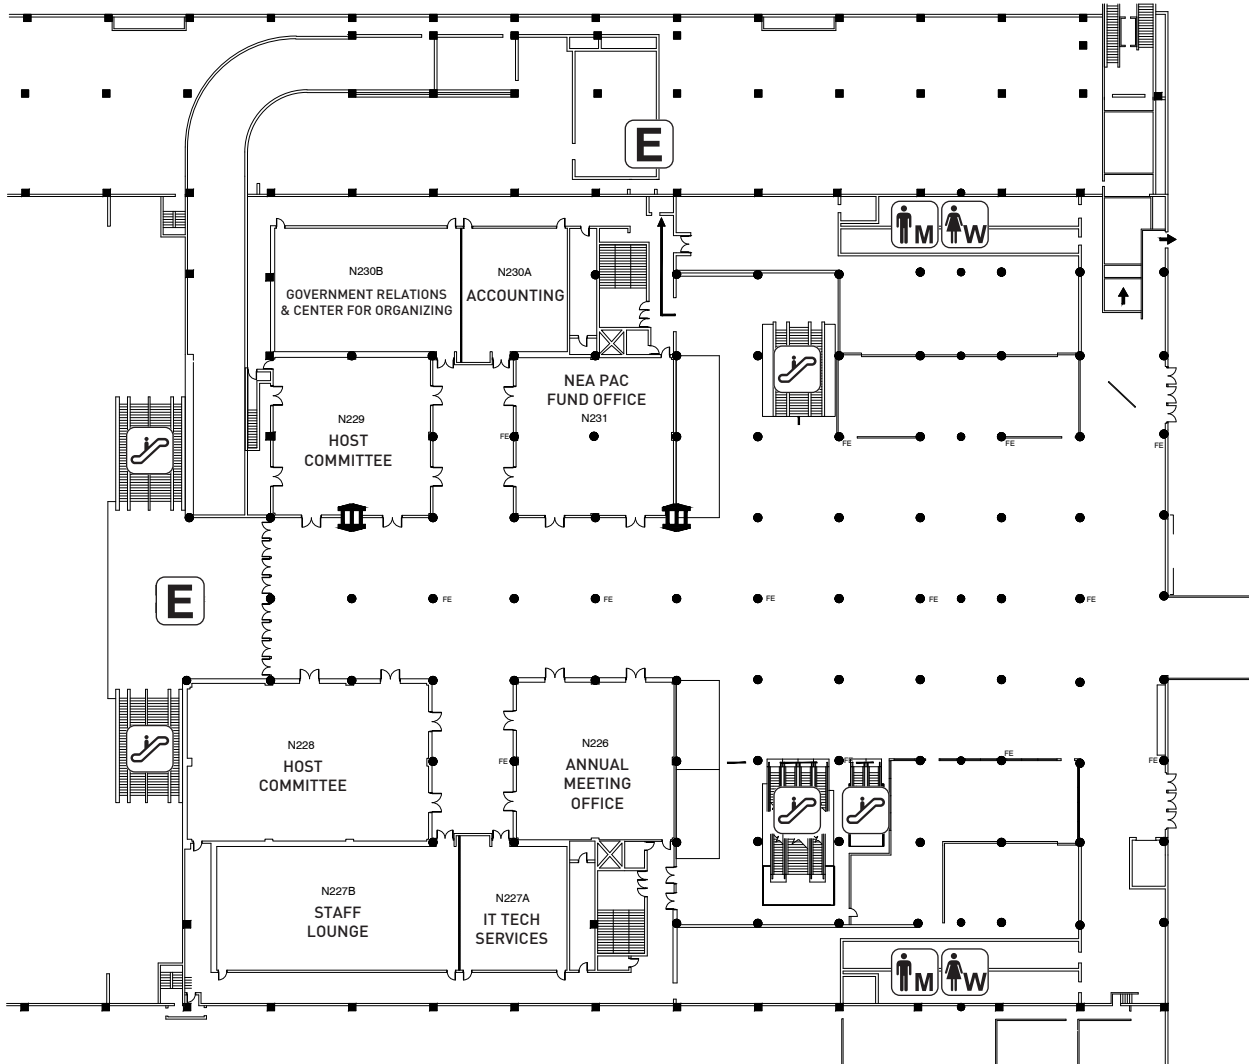 E
M
W
N230B
GOVERNMENT RELATIONS
& CENTER FOR ORGANIZING
N230A
ACCOUNTING
NEA PAC
FUND OFFICE
N231
N229
HOST
COMMITTEE
FE
FE
FE
FE
E
FE
FE
FE
FE
FE
N228
HOST
COMMITTEE
FE
N226
ANNUAL
MEETING
OFFICE
FE
FE
FE
N227B
STAFF
LOUNGE
N227A
IT TECH
SERVICES
M
W